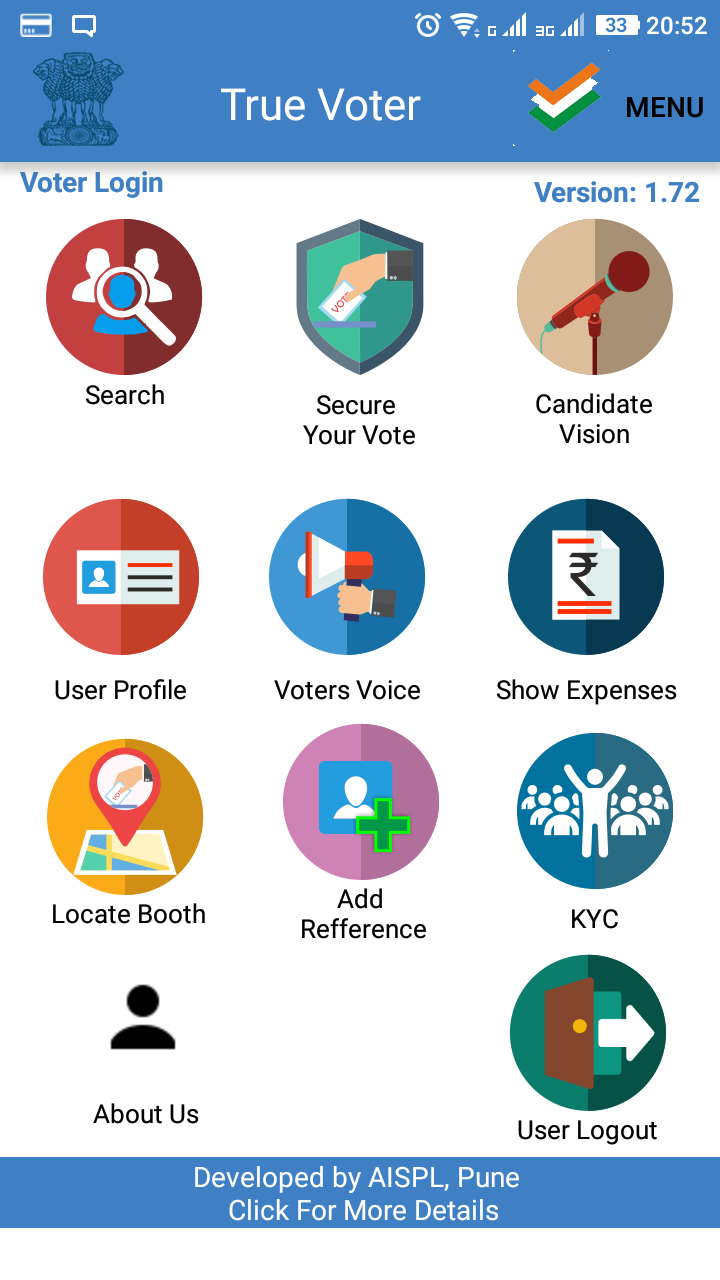 G 3G 33 20:52
True Voter MENU
Voter Login
Version: 1.72
VOTE
Search
Secure
Your Vote
Candidate
Vision
User Profile
Voters Voice
Show Expenses
₹
VOTE
Locate Booth
Add
Refference
KYC
About Us
User Logout
Developed by AISPL, Pune
Click For More Details